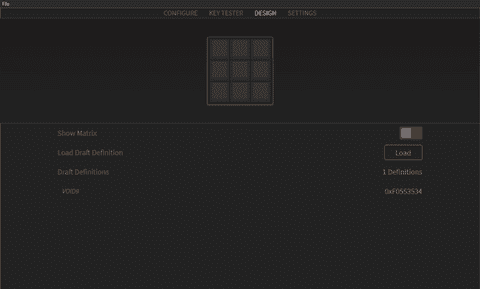 File
CONFIGURE KEY TESTER DESIGN SETTINGS
Show Matrix
Load Draft Definition Load
Draft Definitions 1 Definitions
VOID9 0xF0553534